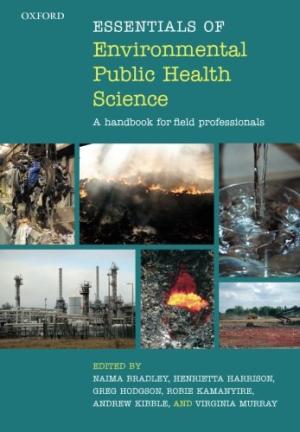 OXFORD
ESSENTIALS OF
Environmental
Public Health
Science
A handbook for field professionals
EDITED BY
NAIMA BRADLEY, HENRIETTA HARRISON,
GREG HODGSON, ROBIE KAMANYIRE,
ANDREW KIBBLE, AND VIRGINIA MURRAY